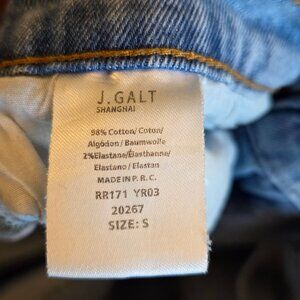 J.GALT
SHANGHAI
98% Cotton/ Coton/
Algodon / Baumwolle
2% Elastane/Elasthanne/
Elastano / Elastan
MADE IN P. R. C.
RR171 YR03
20267
SIZE: S